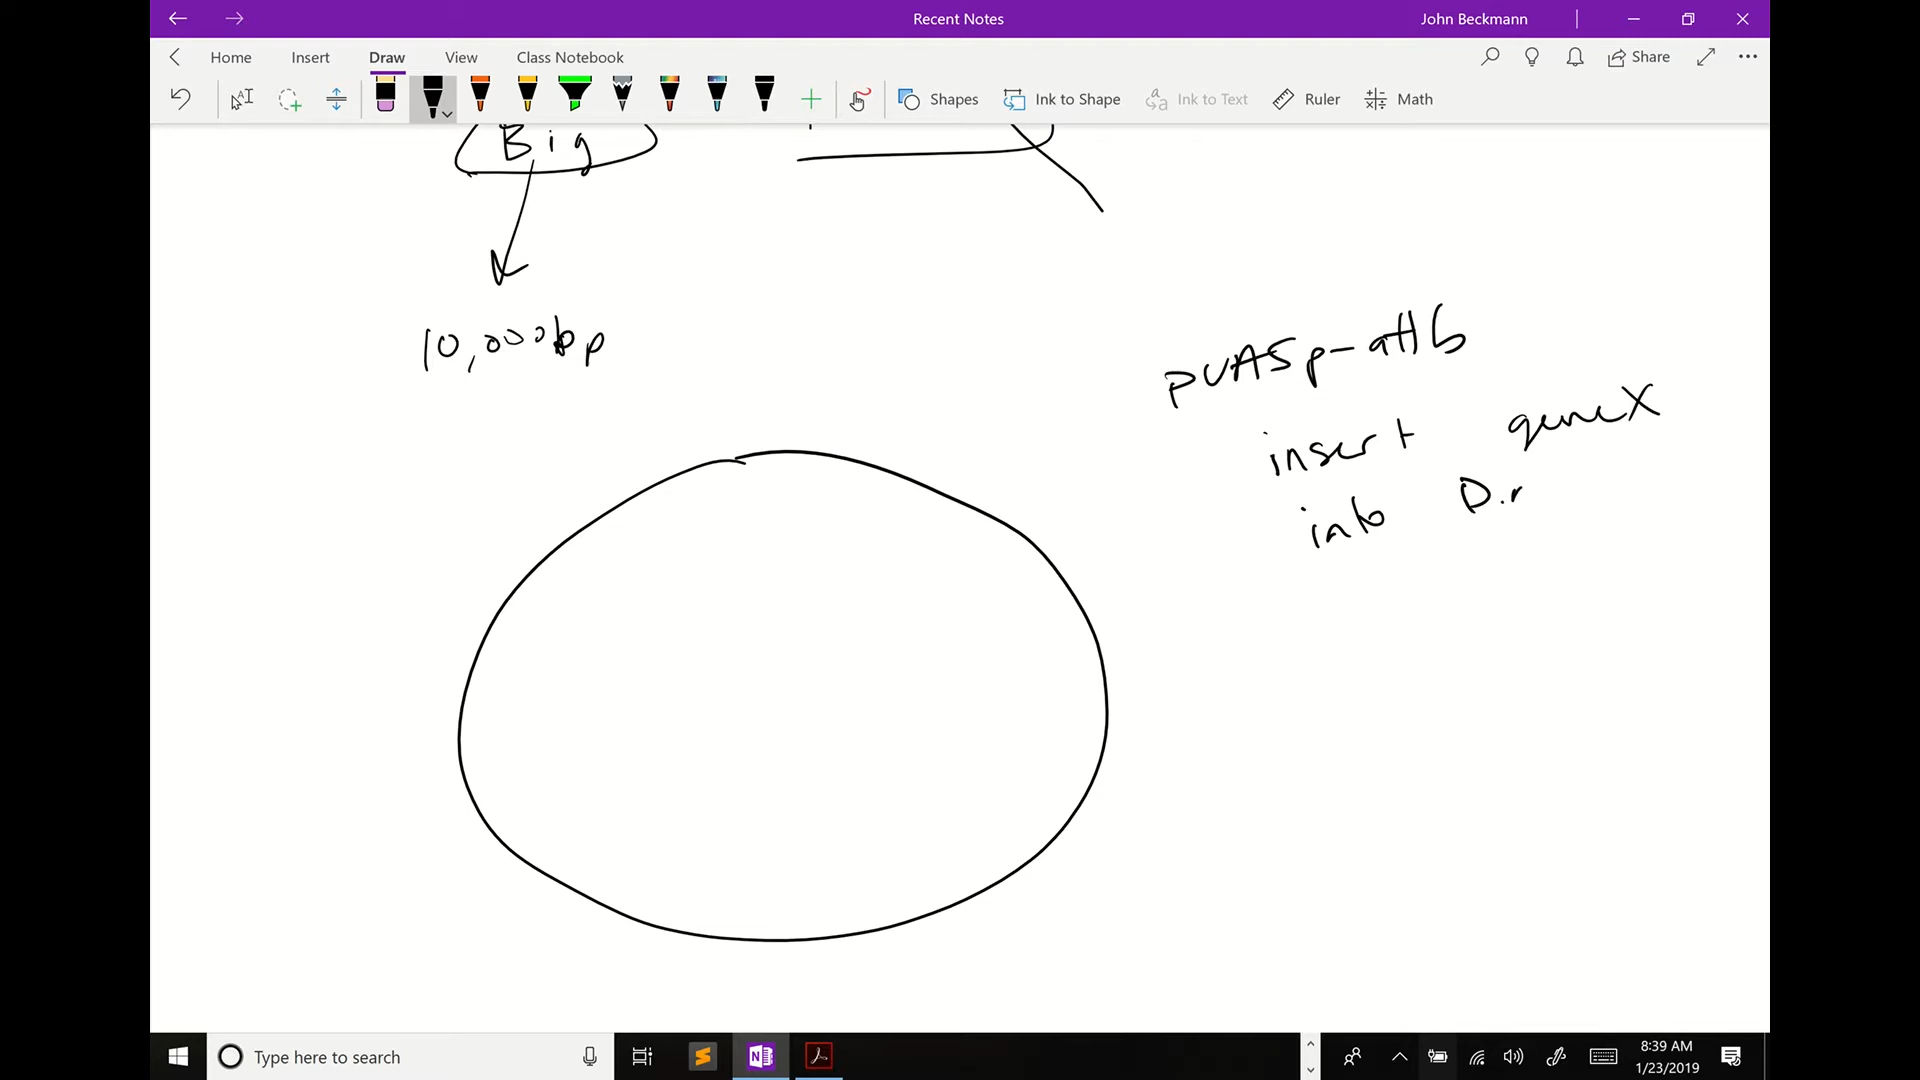 Recent Notes
John Beckmann
Home Insert Draw View Class Notebook
Share
Shapes Ink to Shape Ink to Text Ruler Math
Big
10,000bp
pUASp-attB
insert geneX
into D.
Type here to search
8:39 AM
1/23/2019